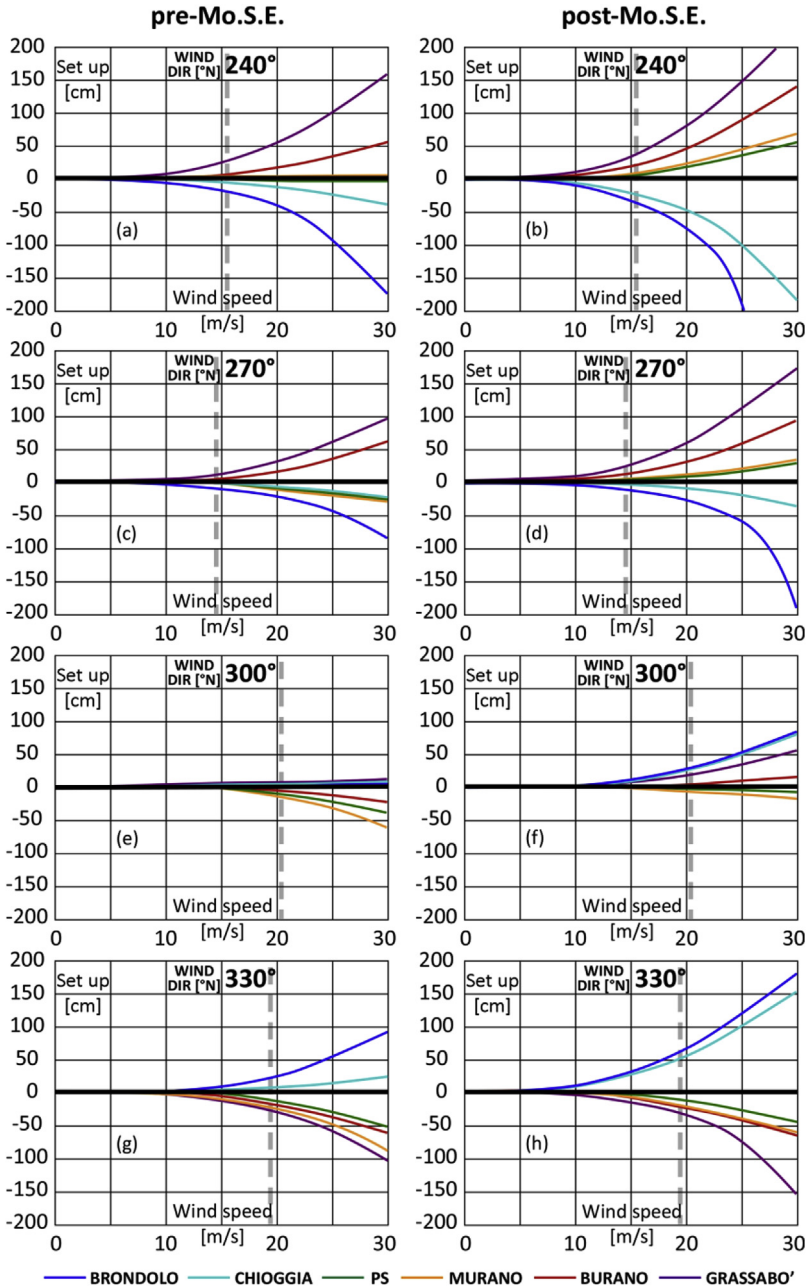 pre-Mo.S.E. post-Mo.S.E.
200 Set up WIND 240° 200 Set up WIND 240°
150 [cm] DIR [°N] 150 [cm] DIR [°N]
100 100
50 50
0 0
-50 -50
-100 (a) -100 (b)
-150 -150
-200 Wind speed -200 Wind speed
0 10 [m/s] 20 30 0 10 [m/s] 20 30
200 Set up WIND 270° 200 Set up WIND 270°
150 [cm] DIR [°N] 150 [cm] DIR [°N]
100 100
50 50
0 0
-50 -50
-100 (c) -100 (d)
-150 -150
-200 Wind speed -200 Wind speed
0 10 [m/s] 20 30 0 10 [m/s] 20 30
200 Set up WIND 300° 200 Set up WIND 300°
150 [cm] DIR [°N] 150 [cm] DIR [°N]
100 100
50 50
0 0
-50 -50
-100 (e) -100 (f)
-150 -150
-200 Wind speed -200 Wind speed
0 10 [m/s] 20 30 0 10 [m/s] 20 30
200 Set up WIND 330° 200 Set up WIND 330°
150 [cm] DIR [°N] 150 [cm] DIR [°N]
100 100
50 50
0 0
-50 -50
-100 (g) -100 (h)
-150 -150
-200 Wind speed -200 Wind speed
0 10 [m/s] 20 30 0 10 [m/s] 20 30
BRONDOLO CHIOGGIA PS MURANO BURANO GRASSABO'